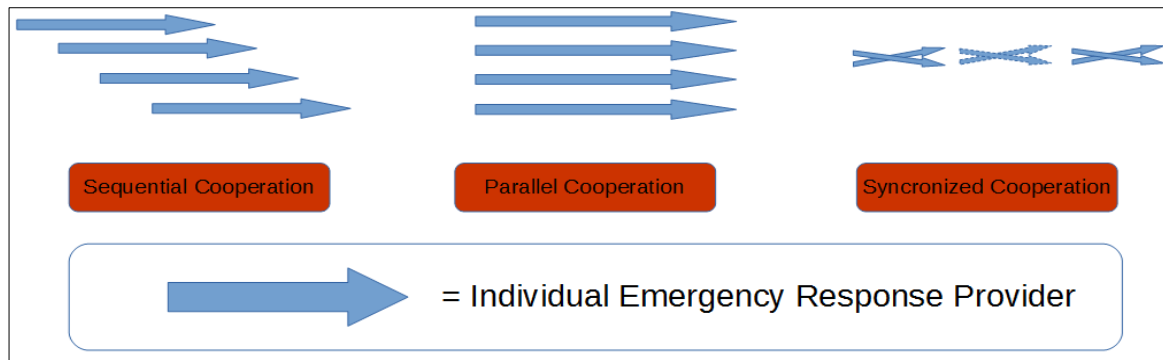 Sequential Cooperation
Parallel Cooperation
Syncronized Cooperation
= Individual Emergency Response Provider